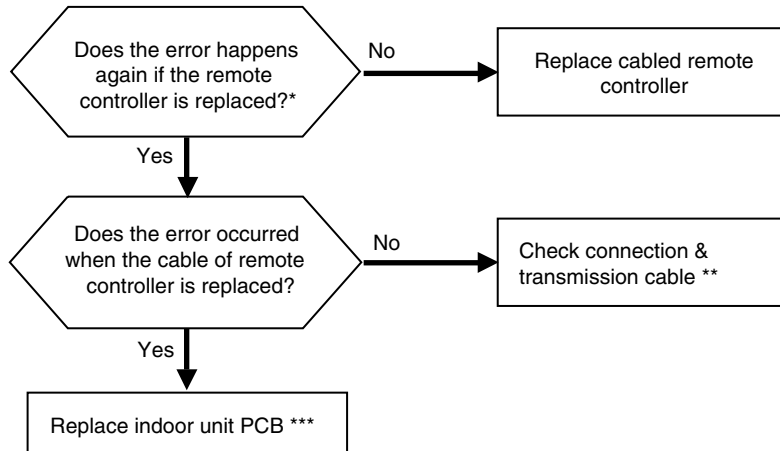 Does the error happens
again if the remote
controller is replaced?*
No
Replace cabled remote
controller
Yes
Does the error occurred
when the cable of remote
controller is replaced?
No
Check connection &
transmission cable **
Yes
Replace indoor unit PCB ***